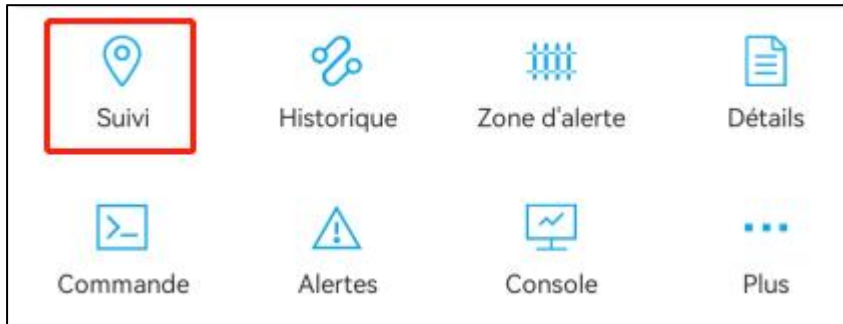 Suivi Historique Zone d'alerte Détails
Commande Alertes Console Plus